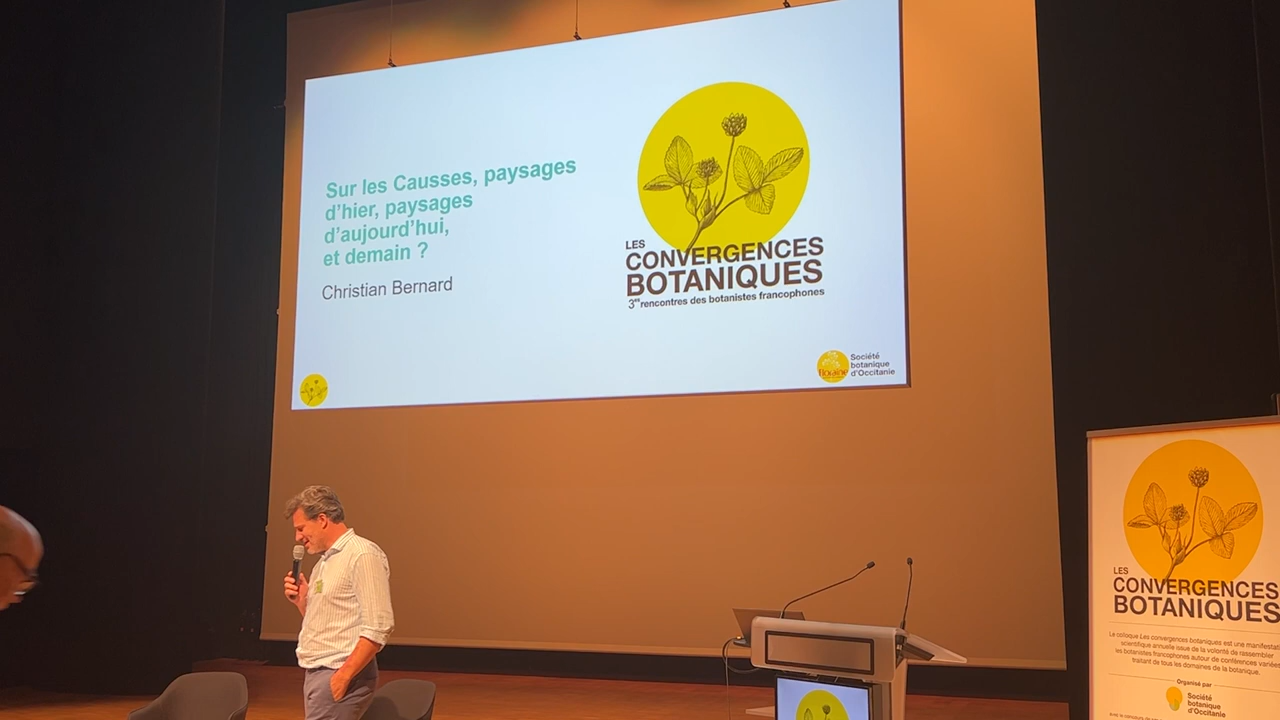 Sur les Causses, paysages
d'hier, paysages
d'aujourd'hui,
et demain ?
Christian Bernard
LES
CONVERGENCES
BOTANIQUES
3es rencontres des botanistes francophones
Société
botanique
d'Occitanie
LES
CONVERGENCES
BOTANIQUES
Le colloque Les convergences botaniques est une manifestati
scientifique annuelle issue de la volonté de rassembler
les botanistes francophones autour de conférences variées
traitant de tous les domaines de la botanique.
Organisé par
Société
botanique
d'Occitanie